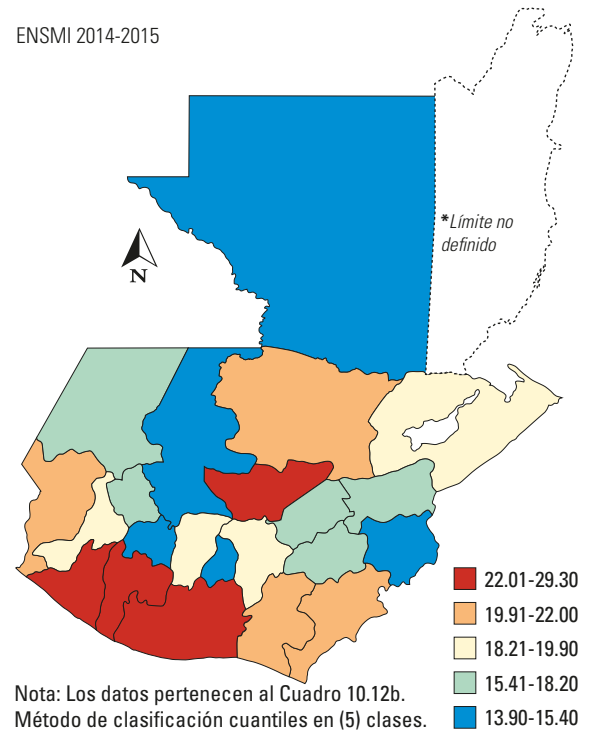 ENSMI 2014-2015
*Límite no
definido
N
22.01-29.30
19.91-22.00
18.21-19.90
15.41-18.20
13.90-15.40
Nota: Los datos pertenecen al Cuadro 10.12b.
Método de clasificación cuantiles en (5) clases.